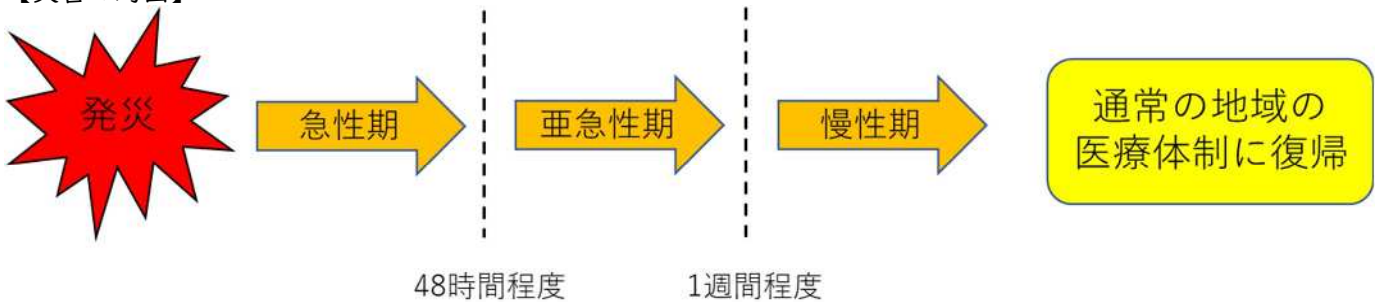 発災
急性期
亜急性期
慢性期
通常の地域の
医療体制に復帰
48時間程度
1週間程度